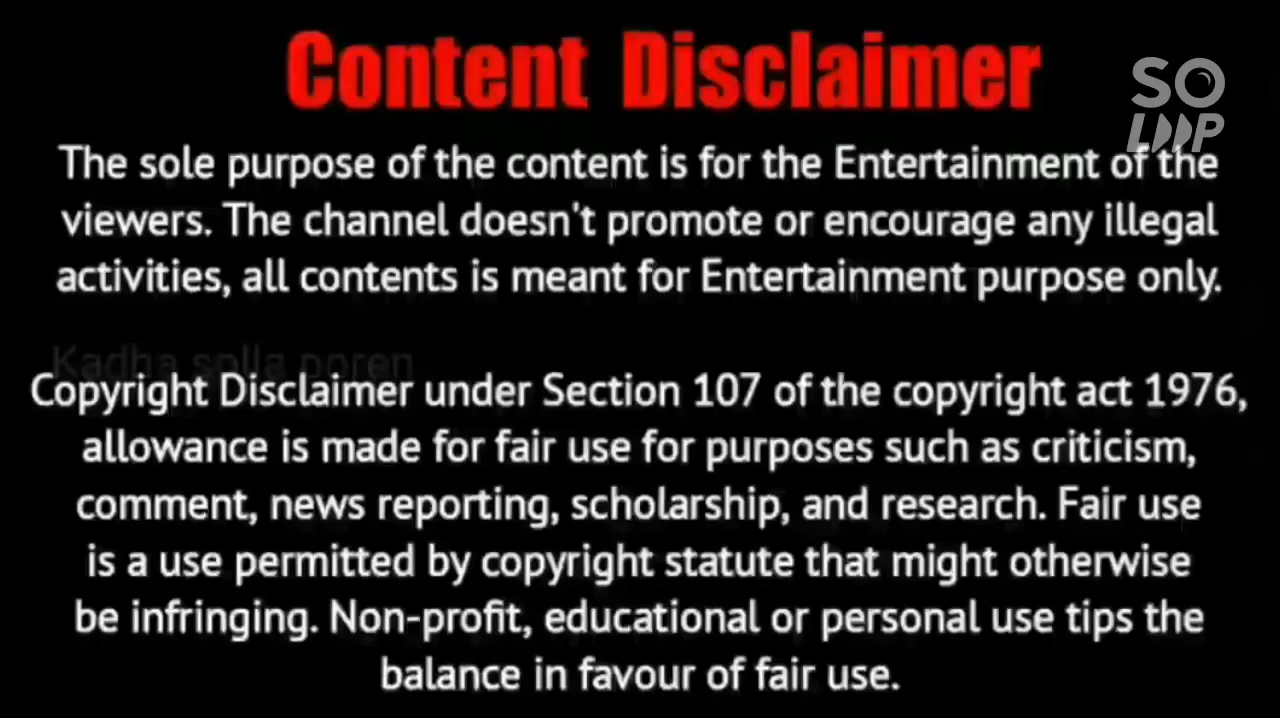 Content Disclaimer
SO
LOOP
The sole purpose of the content is for the Entertainment of the
viewers. The channel doesn't promote or encourage any illegal
activities, all contents is meant for Entertainment purpose only.
Kadha solla poren
Copyright Disclaimer under Section 107 of the copyright act 1976,
allowance is made for fair use for purposes such as criticism,
comment, news reporting, scholarship, and research. Fair use
is a use permitted by copyright statute that might otherwise
be infringing. Non-profit, educational or personal use tips the
balance in favour of fair use.